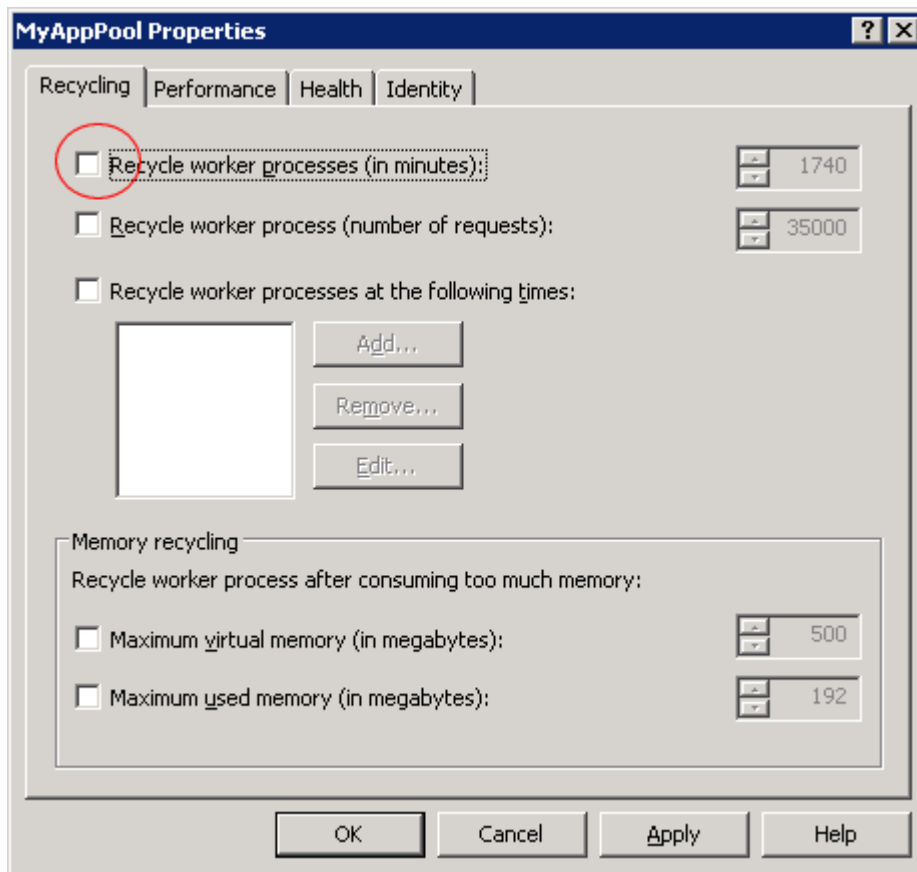 MyAppPool Properties
Recycling Performance Health Identity
Recycle worker processes (in minutes): 1740
Recycle worker process (number of requests): 35000
Recycle worker processes at the following times:
Add...
Remove...
Edit...
Memory recycling
Recycle worker process after consuming too much memory:
Maximum virtual memory (in megabytes): 500
Maximum used memory (in megabytes): 192
OK Cancel Apply Help